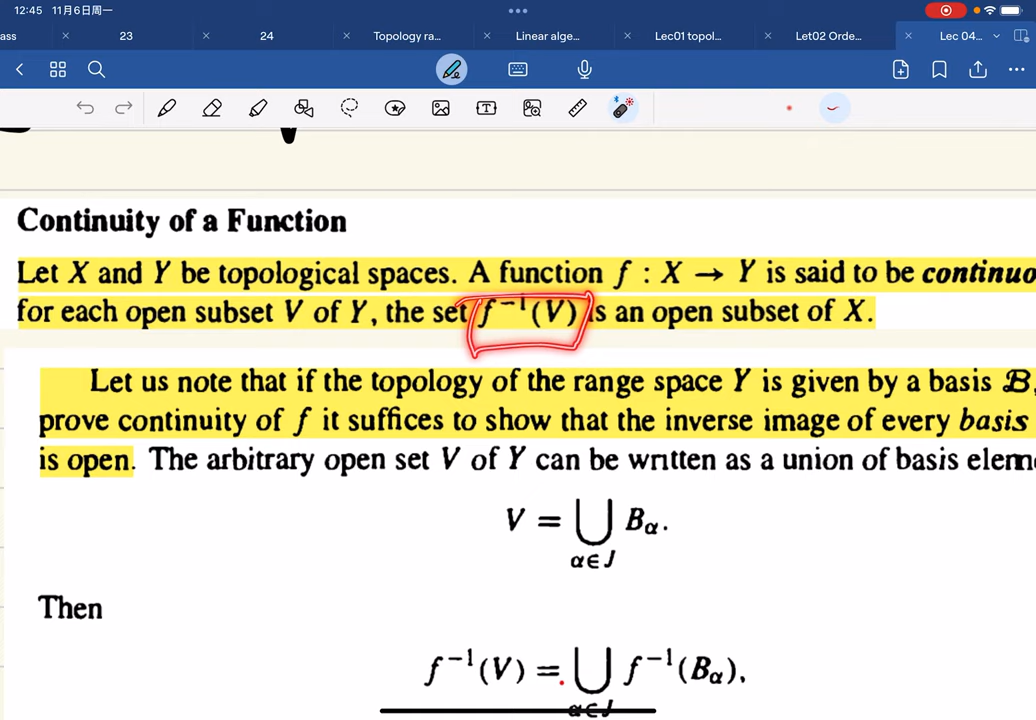 12:45 11月6日周一
ass 23 24 Topology ra... Linear alge... Lec01 topol... Let02 Orde... Lec 04...
Continuity of a Function
Let X and Y be topological spaces. A function f : X → Y is said to be continuo
for each open subset V of Y, the set f⁻¹(V) is an open subset of X.
Let us note that if the topology of the range space Y is given by a basis ℬ
prove continuity of f it suffices to show that the inverse image of every basis
is open. The arbitrary open set V of Y can be written as a union of basis elem
V = ⋃ Bα.
α∈J
Then
f⁻¹(V) = ⋃ f⁻¹(Bα),
α∈J